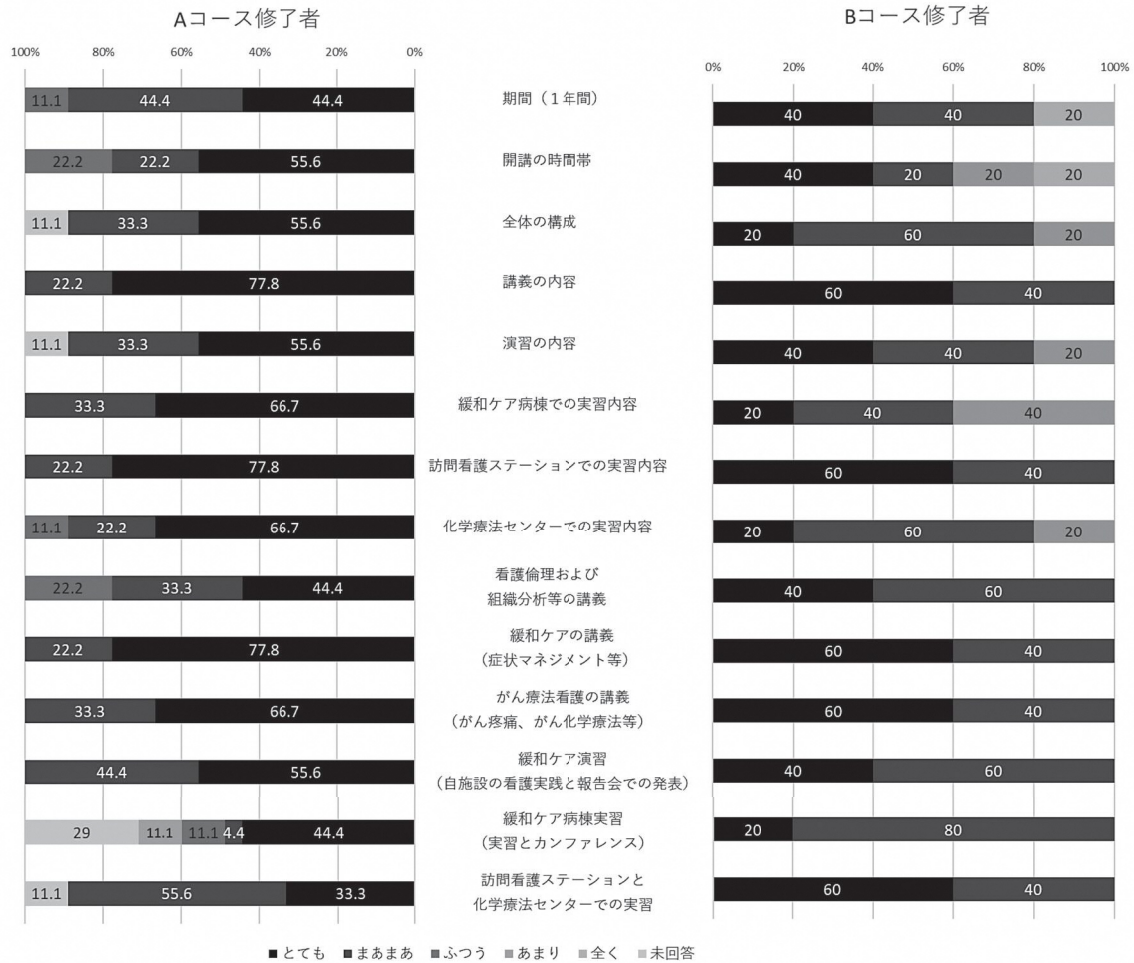 Aコース修了者
100% 80% 60% 40% 20% 0%
11.1 44.4 44.4
22.2 22.2 55.6
11.1 33.3 55.6
22.2 77.8
11.1 33.3 55.6
33.3 66.7
22.2 77.8
11.1 22.2 66.7
22.2 33.3 44.4
22.2 77.8
33.3 66.7
44.4 55.6
29 11.1 11.1 4.4 44.4
11.1 55.6 33.3
期間（１年間）
開講の時間帯
全体の構成
講義の内容
演習の内容
緩和ケア病棟での実習内容
訪問看護ステーションでの実習内容
化学療法センターでの実習内容
看護倫理および
組織分析等の講義
緩和ケアの講義
（症状マネジメント等）
がん療法看護の講義
（がん疼痛、がん化学療法等）
緩和ケア演習
（自施設の看護実践と報告会での発表）
緩和ケア病棟実習
（実習とカンファレンス）
訪問看護ステーションと
化学療法センターでの実習
Bコース修了者
0% 20% 40% 60% 80% 100%
40 40 20
40 20 20 20
20 60 20
60 40
40 40 20
20 40 40
60 40
20 60 20
40 60
60 40
60 40
40 60
20 80
60 40
■とても ■まあまあ ■ふつう ■あまり ■全く ■未回答